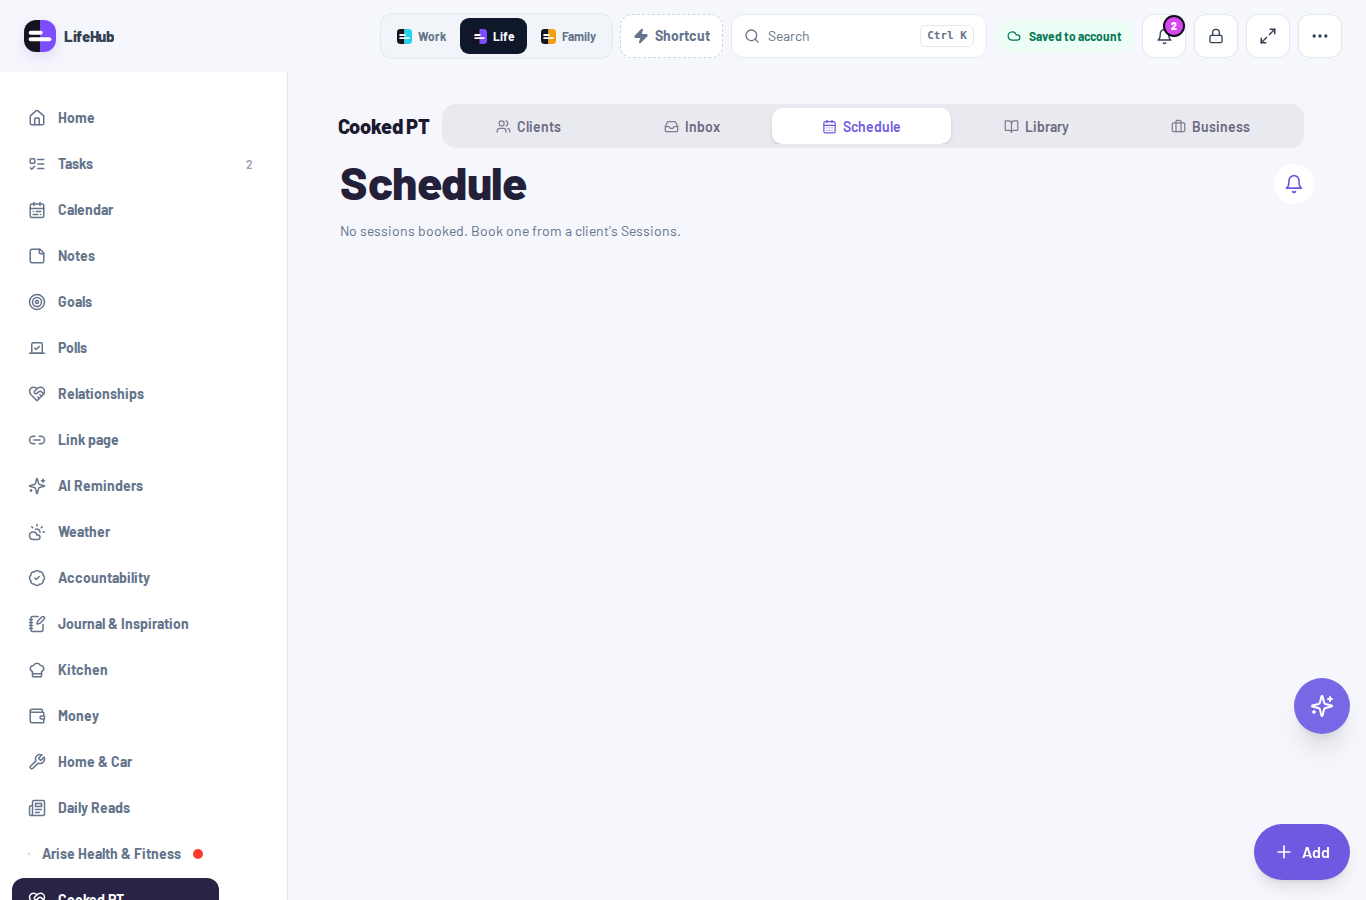 LifeHub
Work
Life
Family
Shortcut
Search
Ctrl K
Saved to account
2
Home
Tasks
2
Calendar
Notes
Goals
Polls
Relationships
Link page
AI Reminders
Weather
Accountability
Journal & Inspiration
Kitchen
Money
Home & Car
Daily Reads
Arise Health & Fitness
Cooked PT
Cooked PT
Clients
Inbox
Schedule
Library
Business
Schedule
No sessions booked. Book one from a client's Sessions.
Add